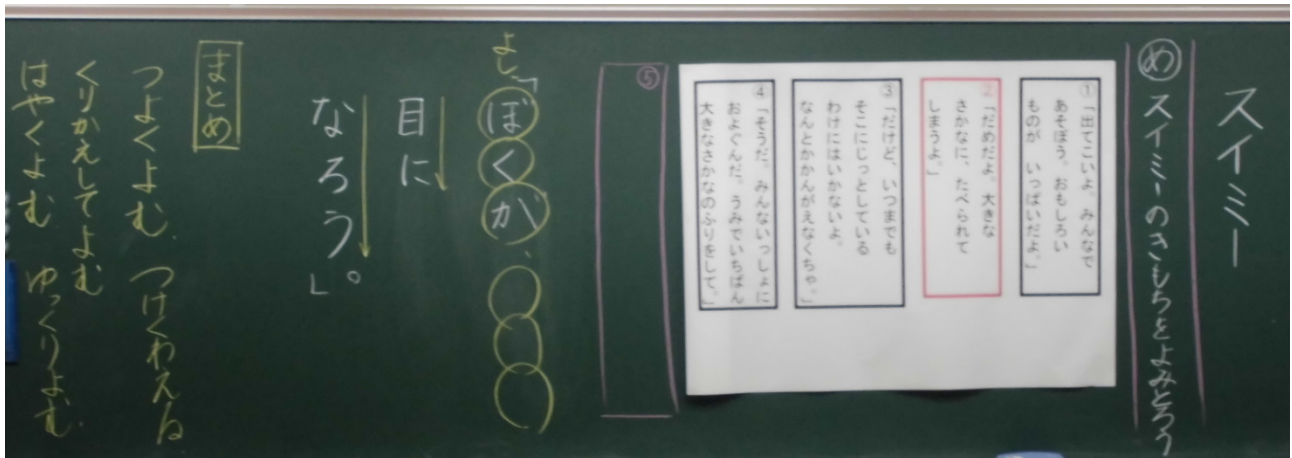 スイミー
め スイミーのきもちをよみとろう
①「出てこいよ。みんなで
あそぼう。おもしろい
ものが いっぱいだよ。」
②「だめだよ。大きな
さかなに、たべられて
しまうよ。」
③「だけど、いつまでも
そこにじっとしている
わけにはいかないよ。
なんとかかんがえなくちゃ。」
④「そうだ。みんないっしょに
およぐんだ。うみでいちばん
大きなさかなのふりをして。」
⑤
よし「ぼくが、
目に
なろう。」
まとめ
つよくよむ つけくわえる
くりかえしてよむ
はやくよむ ゆっくりよむ